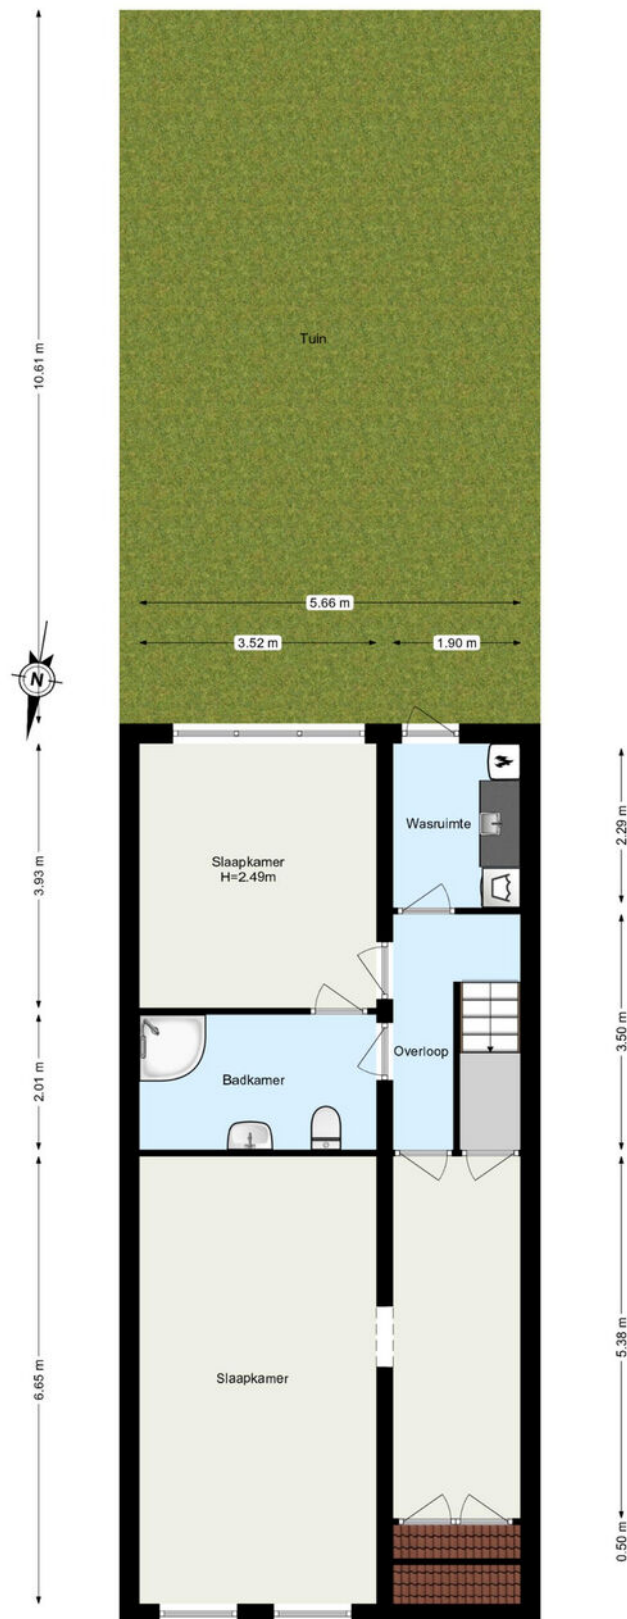 10.61 m
Tuin
5.66 m
3.52 m
1.90 m
N
3.93 m
Slaapkamer
H=2.49m
Wasruimte
2.29 m
2.01 m
Badkamer
Overloop
3.50 m
6.65 m
Slaapkamer
5.38 m
0.50 m